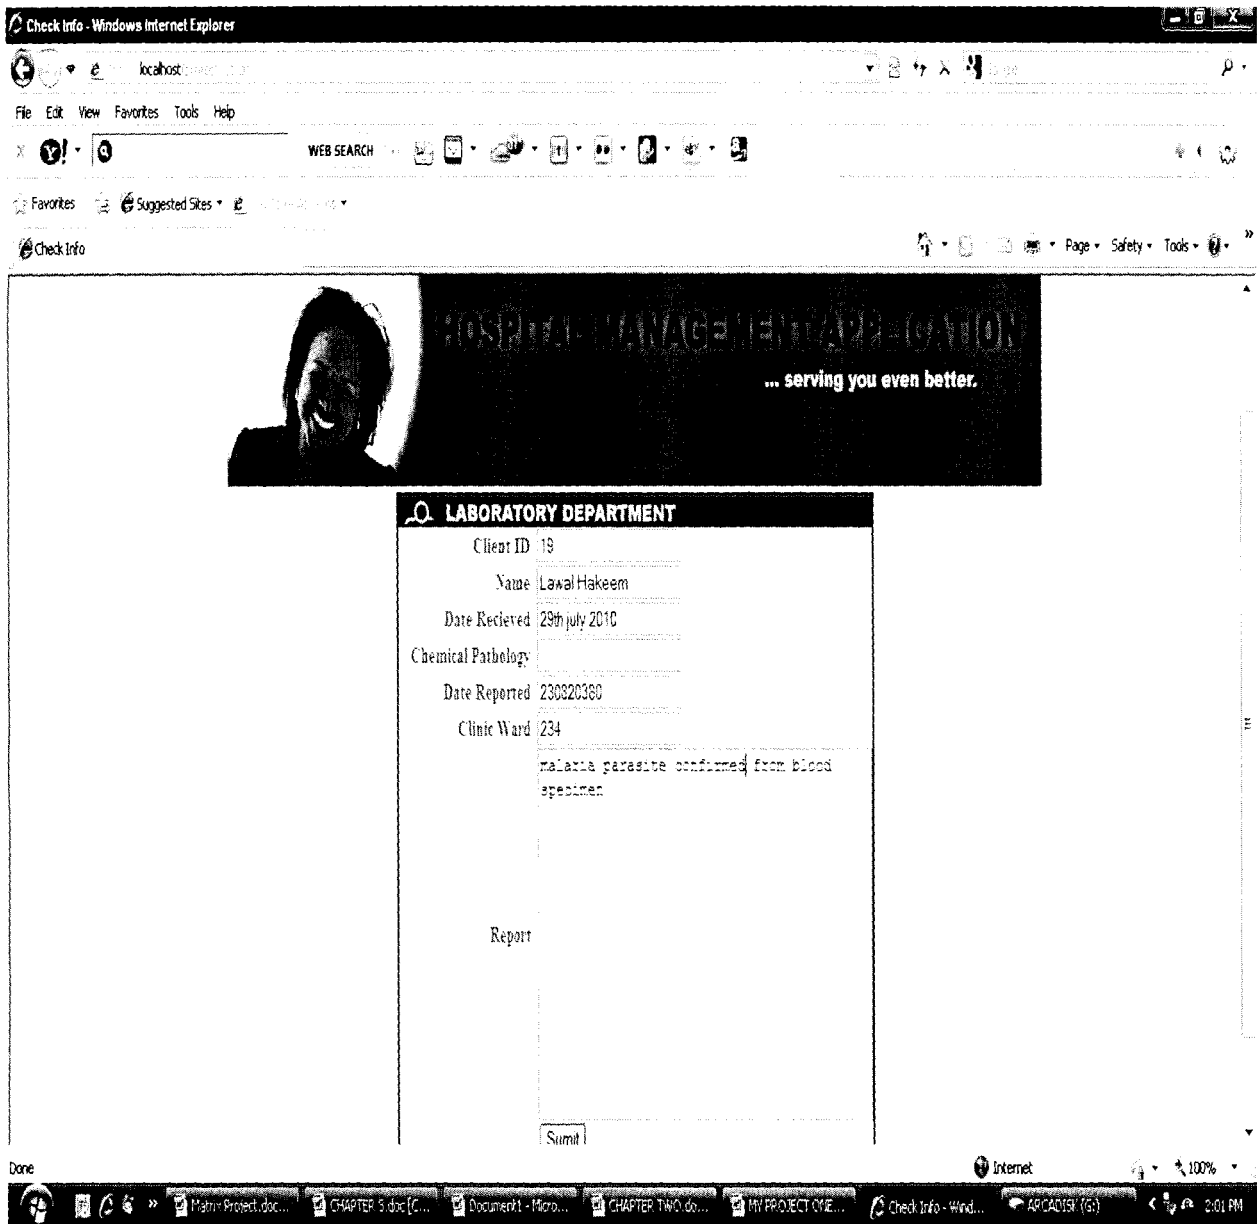 Check Info - Windows Internet Explorer
localhost
File Edit View Favorites Tools Help
WEB SEARCH
Favorites Suggested Sites
Check Info
Page Safety Tools
HOSPITAL MANAGEMENT APPLICATION
... serving you even better.
LABORATORY DEPARTMENT
Client ID 19
Name Lawal Hakeem
Date Recieved 29th july 2010
Chemical Pathology
Date Reported 230820380
Clinic Ward 234
malaria parasite confirmed from blood
specimen
Report
Sumit
Done Internet 100%
Matrix Project.doc... CHAPTER 5.doc [C... Document1 - Micro... CHAPTER TWO.do... MY PROJECT ONE... Check Info - Wind... ARCADISK (G:) 2:01 PM